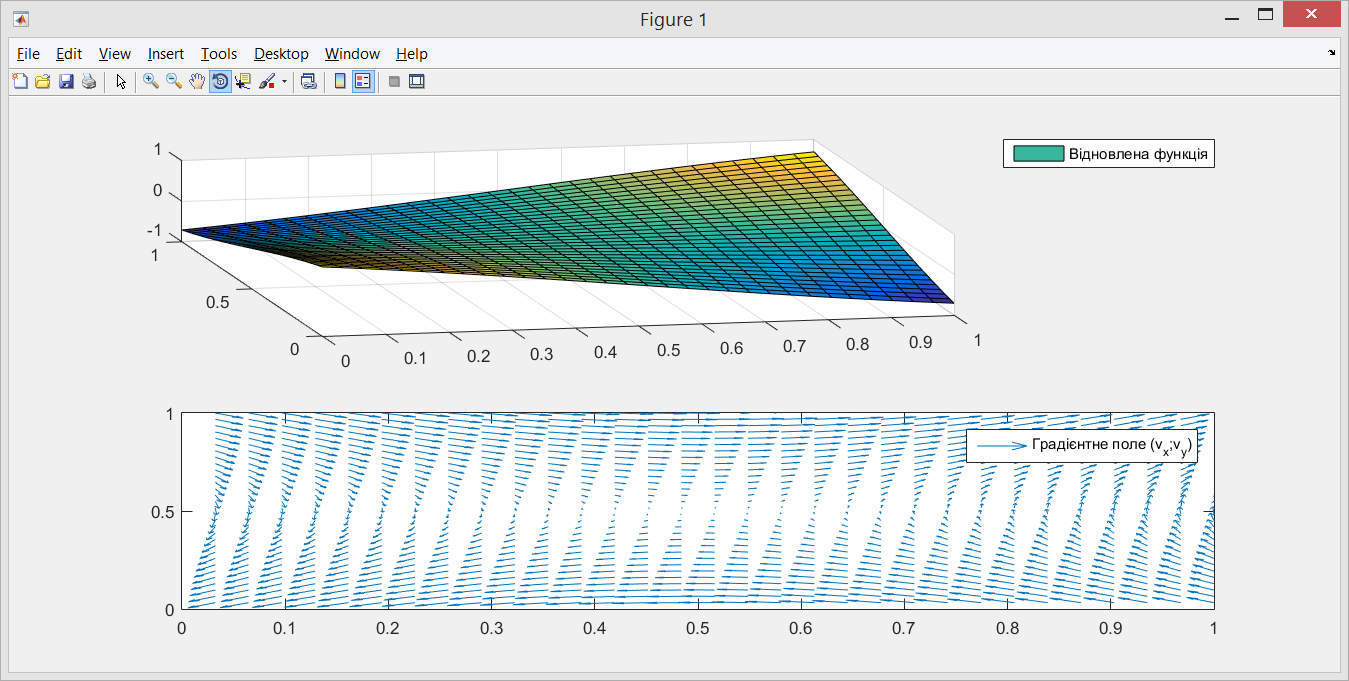 Figure 1
File Edit View Insert Tools Desktop Window Help
1
0
-1
1
0.5
0
0 0.1 0.2 0.3 0.4 0.5 0.6 0.7 0.8 0.9 1
Відновлена функція
1
0.5
0
0 0.1 0.2 0.3 0.4 0.5 0.6 0.7 0.8 0.9 1
Градієнтне поле (vx;vy)